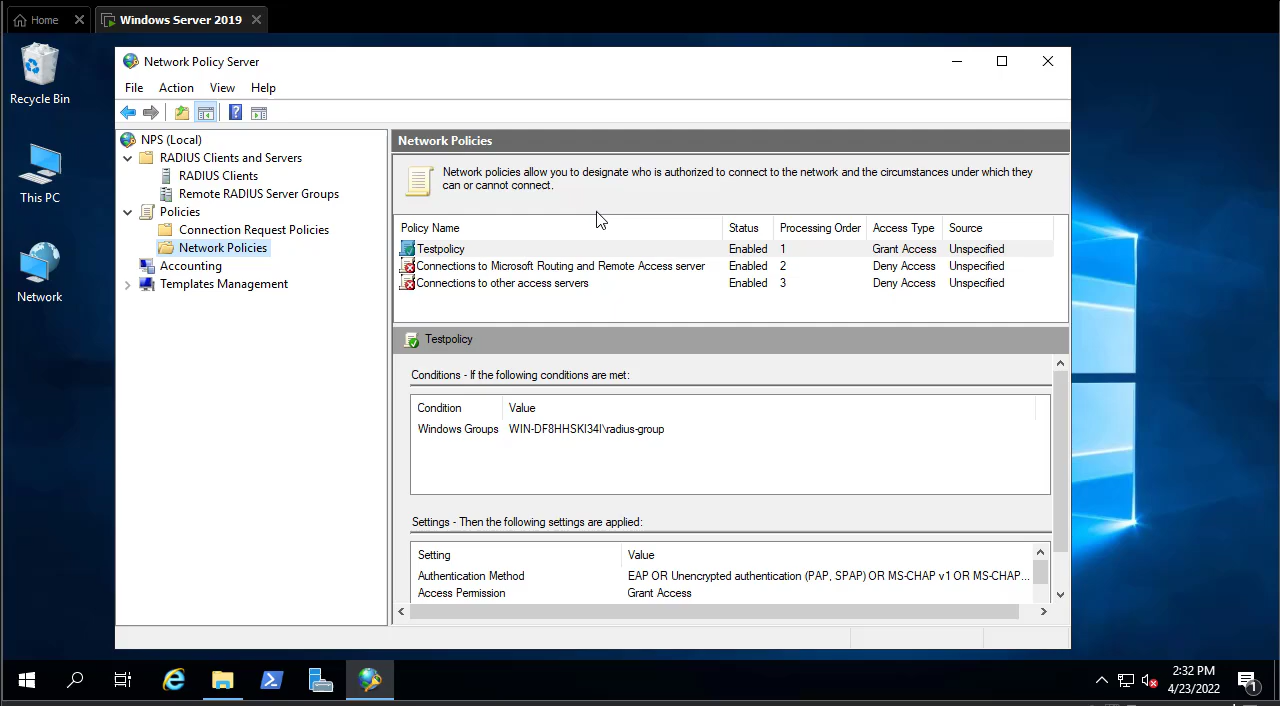 Home
Windows Server 2019
Recycle Bin
This PC
Network
Network Policy Server
File Action View Help
NPS (Local)
RADIUS Clients and Servers
RADIUS Clients
Remote RADIUS Server Groups
Policies
Connection Request Policies
Network Policies
Accounting
Templates Management
Network Policies
Network policies allow you to designate who is authorized to connect to the network and the circumstances under which they
can or cannot connect.
Policy Name Status Processing Order Access Type Source
Testpolicy Enabled 1 Grant Access Unspecified
Connections to Microsoft Routing and Remote Access server Enabled 2 Deny Access Unspecified
Connections to other access servers Enabled 3 Deny Access Unspecified
Testpolicy
Conditions - If the following conditions are met:
Condition Value
Windows Groups WIN-DF8HHSKI34I\radius-group
Settings - Then the following settings are applied:
Setting Value
Authentication Method EAP OR Unencrypted authentication (PAP, SPAP) OR MS-CHAP v1 OR MS-CHAP...
Access Permission Grant Access
2:32 PM
4/23/2022
1